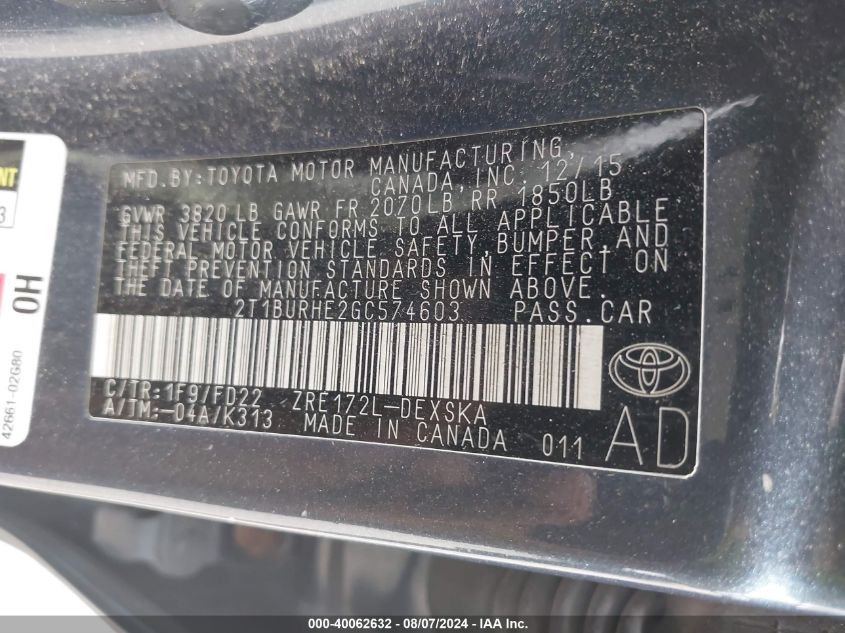 MFD.BY:TOYOTA MOTOR MANUFACTURING,
CANADA, INC. 12/15
GVWR 3820 LB GAWR FR 2070LB RR 1850LB
THIS VEHICLE CONFORMS TO ALL APPLICABLE
FEDERAL MOTOR VEHICLE SAFETY, BUMPER, AND
THEFT PREVENTION STANDARDS IN EFFECT ON
THE DATE OF MANUFACTURE SHOWN ABOVE.
2T1BURHE2GC574603 PASS.CAR
C/TR: 1F9/FD22 ZRE172L-DEXSKA
A/TM: -04A/K313 MADE IN CANADA 011
AD
0H
42661-02G80
000-40062632 - 08/07/2024 - IAA Inc.